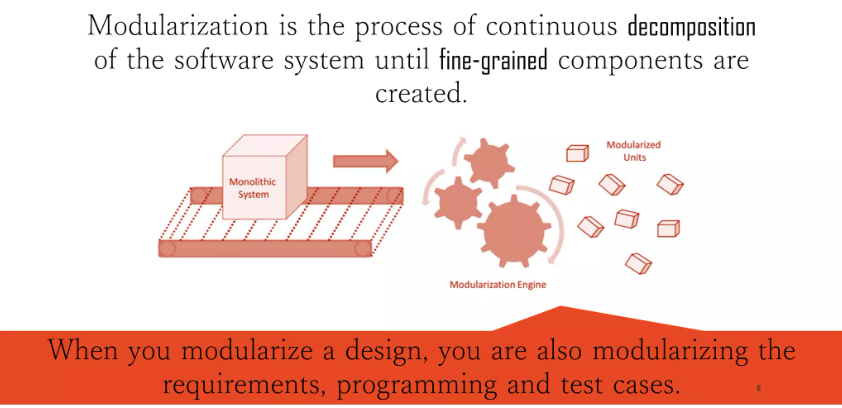 Modularization is the process of continuous decomposition
of the software system until fine-grained components are
created.
Monolithic
System
Modularized
Units
Modularization Engine
When you modularize a design, you are also modularizing the
requirements, programming and test cases.